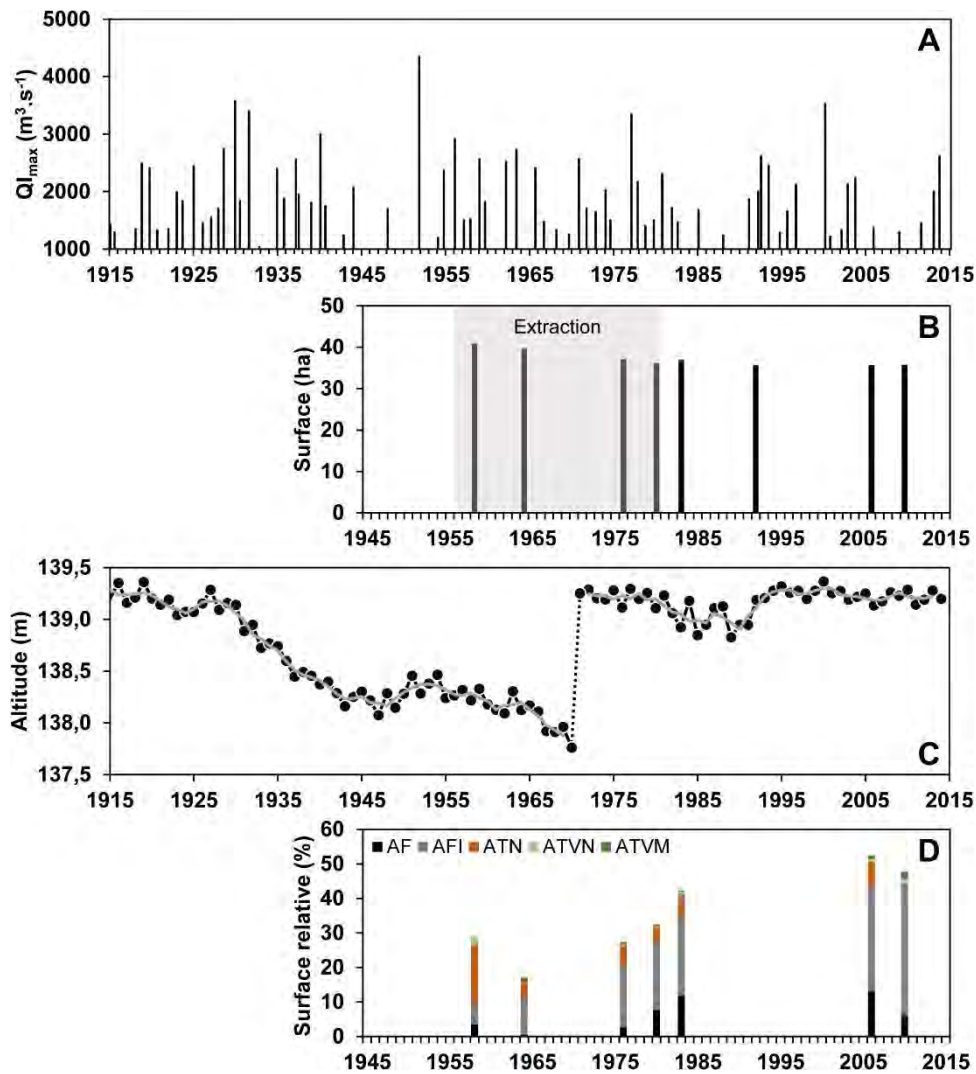 A
5000
4000
3000
2000
1000
QImax (m³.s⁻¹)
1915 1925 1935 1945 1955 1965 1975 1985 1995 2005 2015
B
Extraction
50
40
30
20
10
0
Surface (ha)
1945 1955 1965 1975 1985 1995 2005 2015
139,5
139,0
138,5
138,0
137,5
Altitude (m)
C
1915 1925 1935 1945 1955 1965 1975 1985 1995 2005 2015
AF AFI ATN ATVN ATVM
D
60
50
40
30
20
10
0
Surface relative (%)
1945 1955 1965 1975 1985 1995 2005 2015